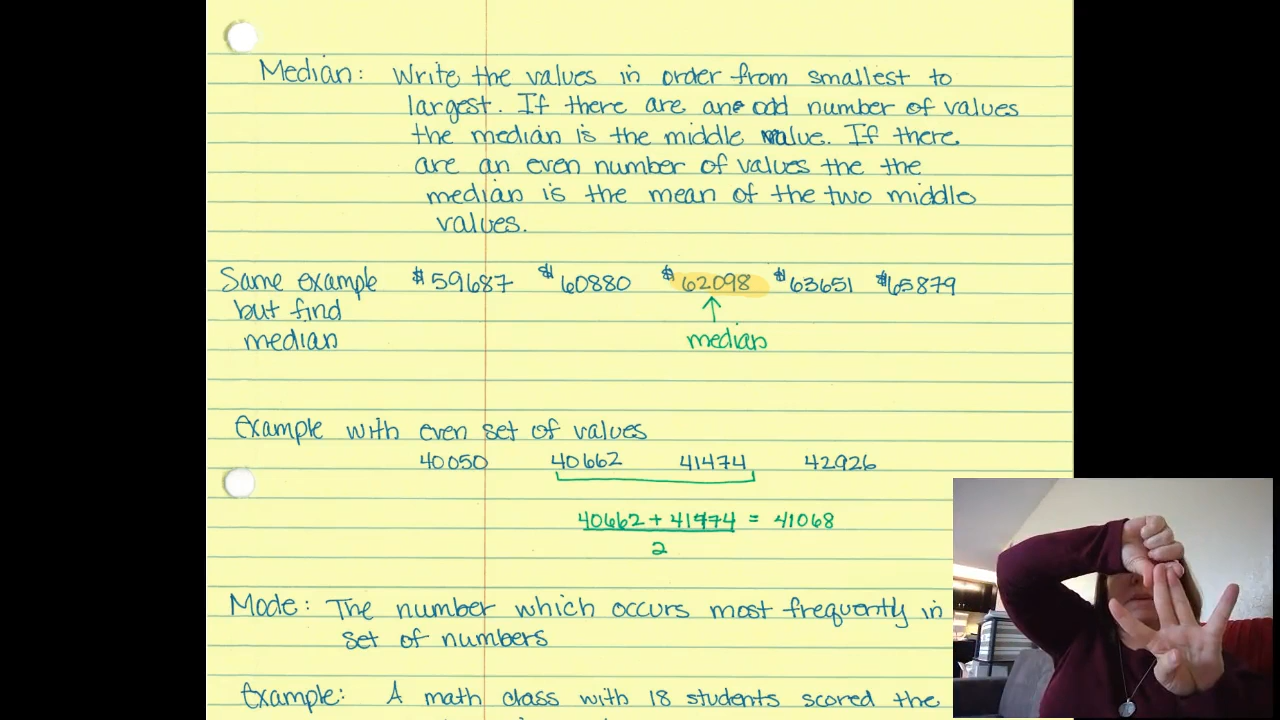 Median: Write the values in order from smallest to
largest. If there are an odd number of values
the median is the middle value. If there
are an even number of values the the
median is the mean of the two middle
values.
Same example $59687 $60880 $62098 $63651 $65879
but find
median
median
Example with even set of values
40050 40662 41474 42926
40662 + 41474 = 41068
2
Mode: The number which occurs most frequently in
set of numbers
Example: A math class with 18 students scored the